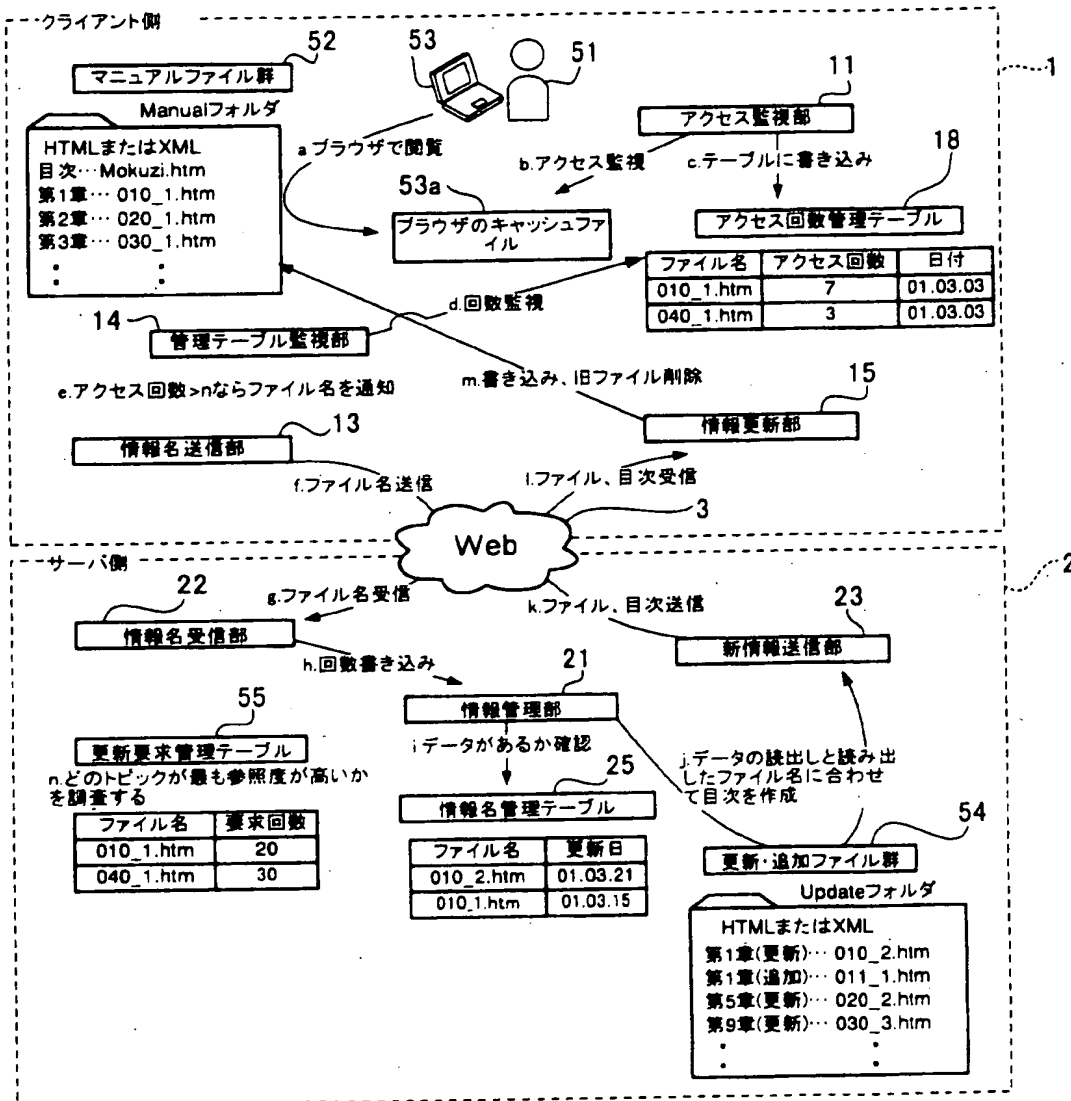 クライアント側
1
52
マニュアルファイル群
Manualフォルダ
HTMLまたはXML
目次… Mokuzi.htm
第1章… 010_1.htm
第2章… 020_1.htm
第3章… 030_1.htm
53
51
a.ブラウザで閲覧
11
アクセス監視部
b.アクセス監視
c.テーブルに書き込み
53a
ブラウザのキャッシュファ
イル
18
アクセス回数管理テーブル
ファイル名 アクセス回数 日付
010_1.htm 7 01.03.03
040_1.htm 3 01.03.03
d.回数監視
14
管理テーブル監視部
e.アクセス回数>nならファイル名を通知
m.書き込み、旧ファイル削除
13
情報名送信部
15
情報更新部
f.ファイル名送信
l.ファイル、目次受信
3
Web
サーバ側
2
g.ファイル名受信
k.ファイル、目次送信
22
情報名受信部
23
新情報送信部
h.回数書き込み
21
情報管理部
i データがあるか確認
j.データの読出しと読み出
したファイル名に合わせ
て目次を作成
55
更新要求管理テーブル
n.どのトピックが最も参照度が高いか
を調査する
ファイル名 要求回数
010_1.htm 20
040_1.htm 30
25
情報名管理テーブル
ファイル名 更新日
010_2.htm 01.03.21
010_1.htm 01.03.15
54
更新・追加ファイル群
Updateフォルダ
HTMLまたはXML
第1章(更新)… 010_2.htm
第1章(追加)… 011_1.htm
第5章(更新)… 020_2.htm
第9章(更新)… 030_3.htm